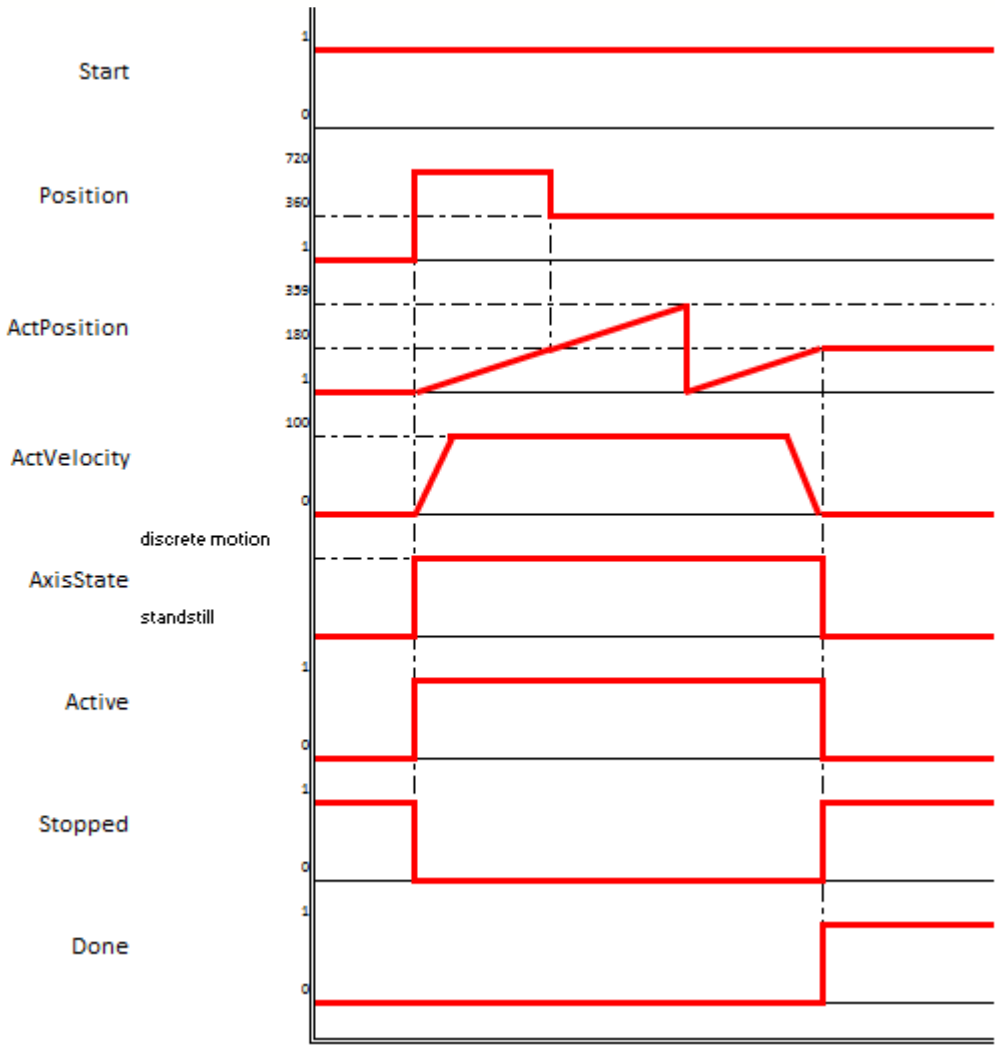 1
Start
0
720
Position
360
1
359
ActPosition
180
1
100
ActVelocity
0
discrete motion
AxisState
standstill
1
Active
0
1
Stopped
0
1
Done
0